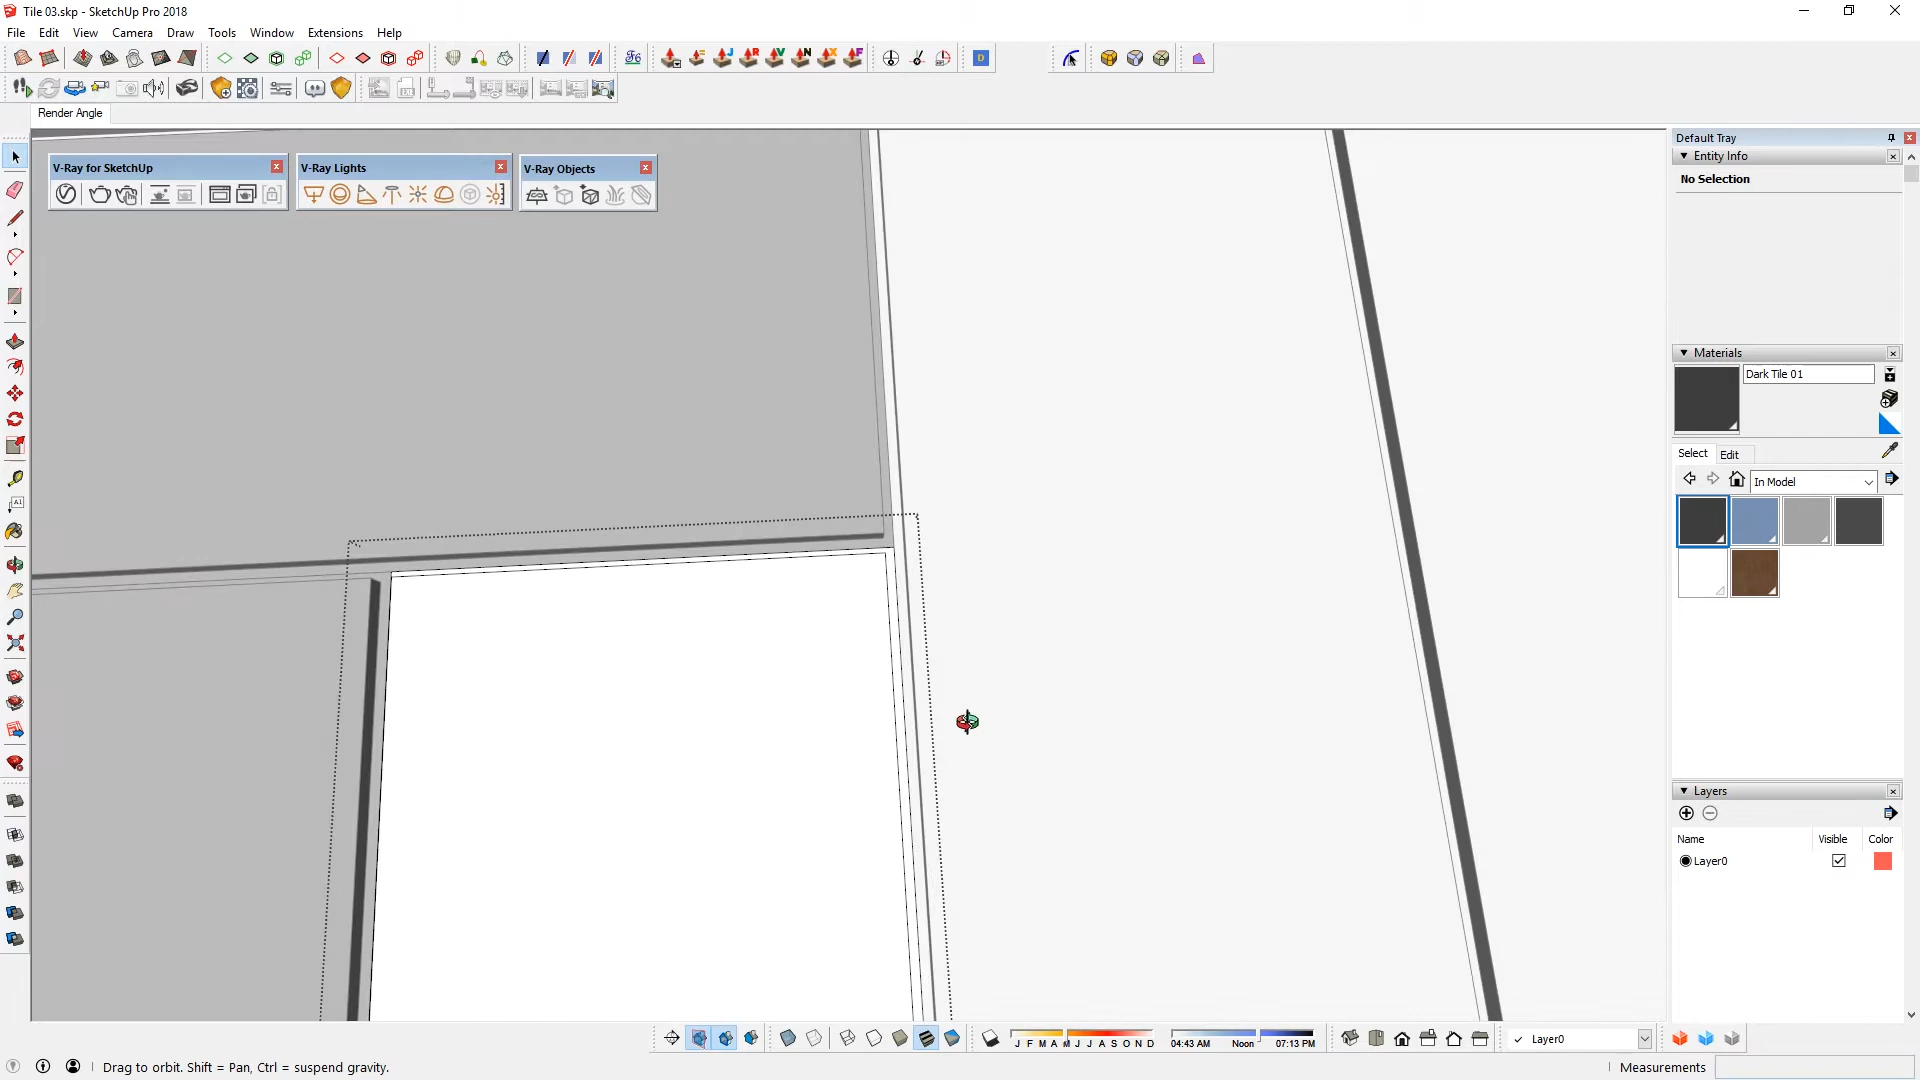 Tile 03.skp - SketchUp Pro 2018
File Edit View Camera Draw Tools Window Extensions Help
Render Angle
V-Ray for SketchUp
V-Ray Lights
V-Ray Objects
Default Tray
Entity Info
No Selection
Materials
Dark Tile 01
Select Edit
In Model
Layers
Name Visible Color
Layer0
J F M A M J J A S O N D
04:43 AM Noon 07:13 PM
Layer0
Drag to orbit. Shift = Pan, Ctrl = suspend gravity.
Measurements